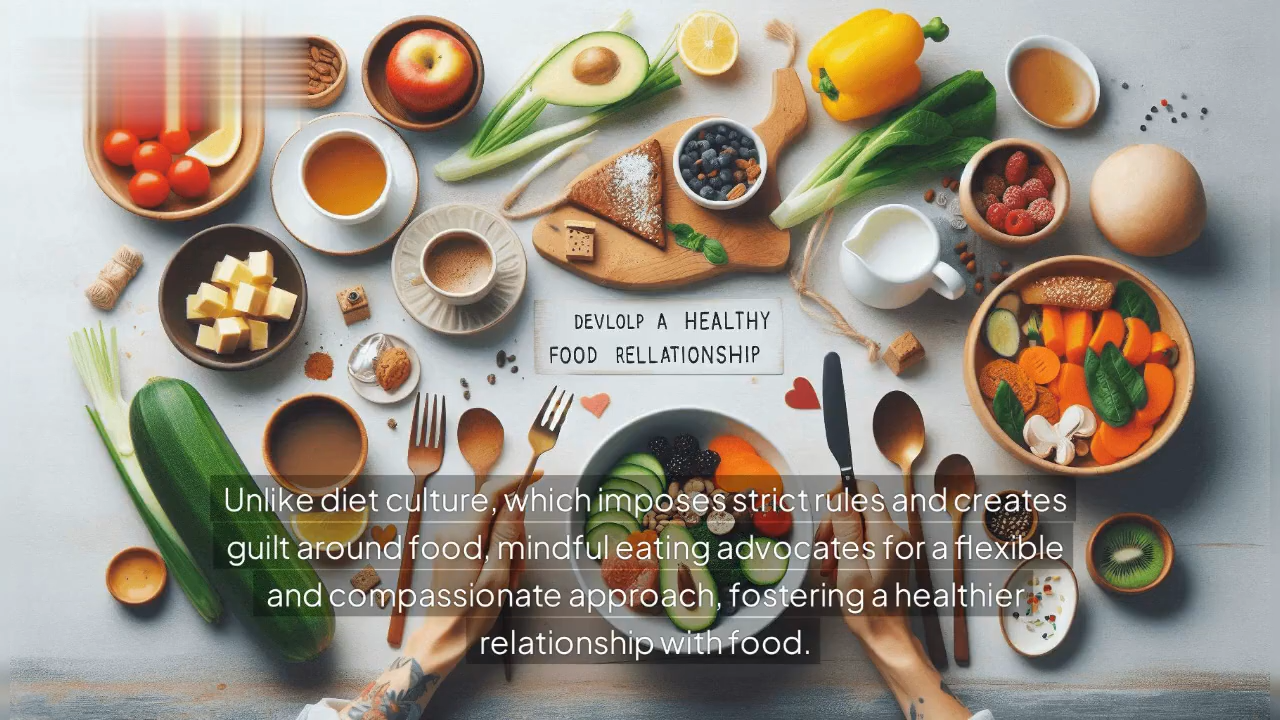 DEVLOLP A HEALTHY
FOOD RELLATIONSHIP
Unlike diet culture, which imposes strict rules and creates
guilt around food, mindful eating advocates for a flexible
and compassionate approach, fostering a healthier
relationship with food.